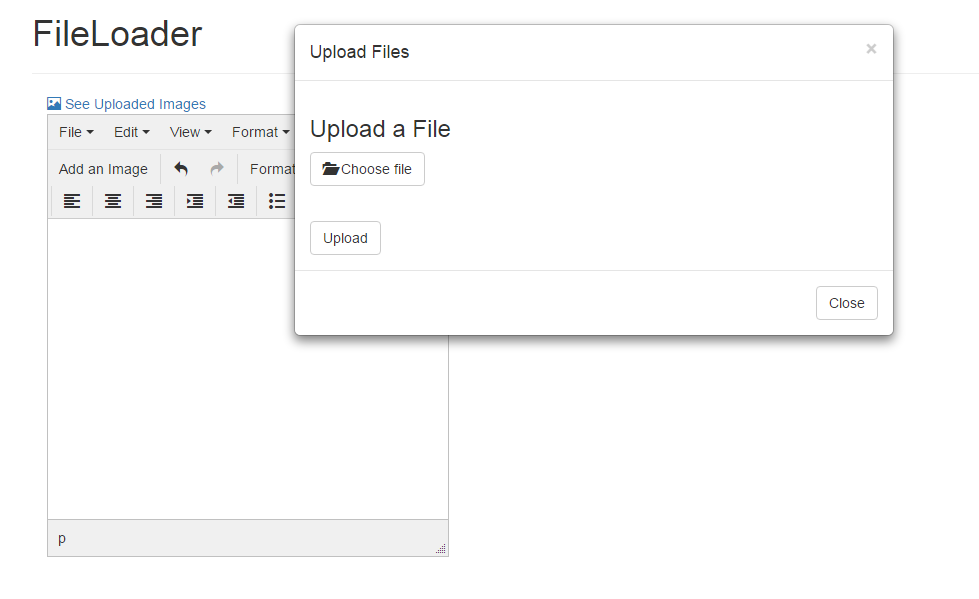 FileLoader
See Uploaded Images
File Edit View Format
Add an Image Format
p
Upload Files ×
Upload a File
Choose file
Upload
Close